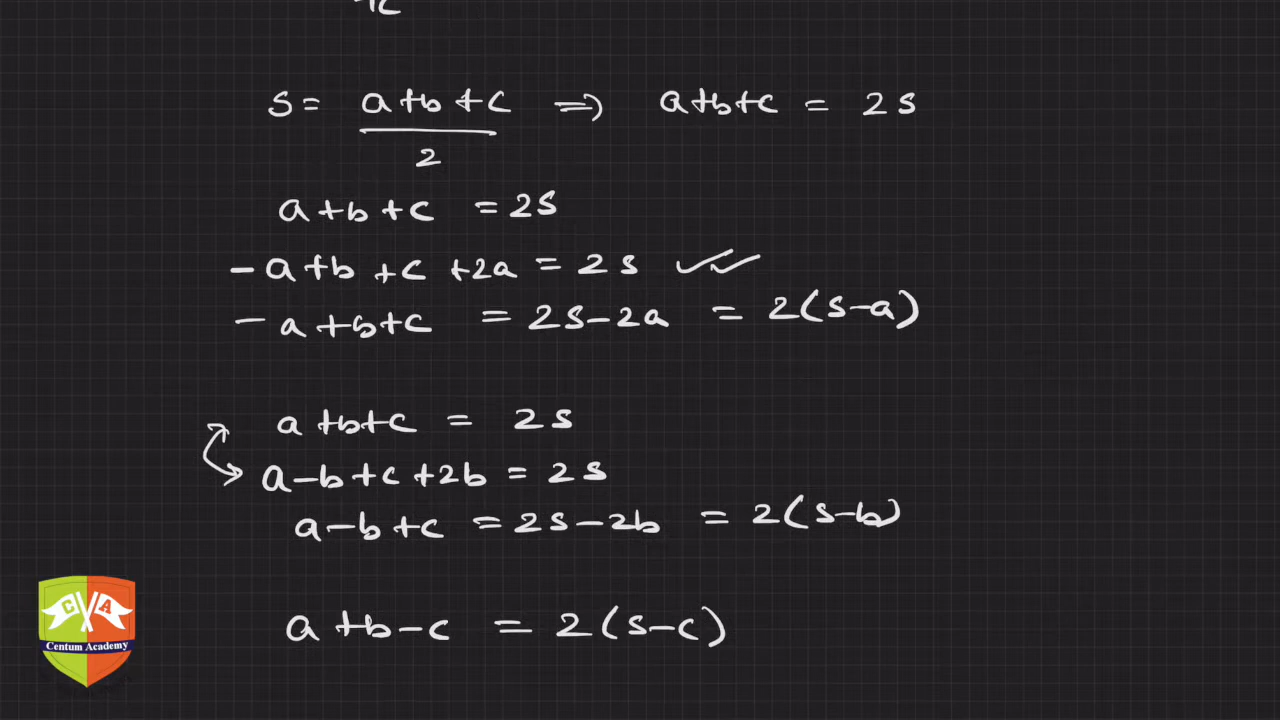 s = a+b+c / 2 ⇒ a+b+c = 2s
a+b+c = 2s
-a+b+c+2a = 2s ✓✓
-a+b+c = 2s-2a = 2(s-a)
a+b+c = 2s
a-b+c+2b = 2s
a-b+c = 2s-2b = 2(s-b)
a+b-c = 2(s-c)
C A
Centum Academy